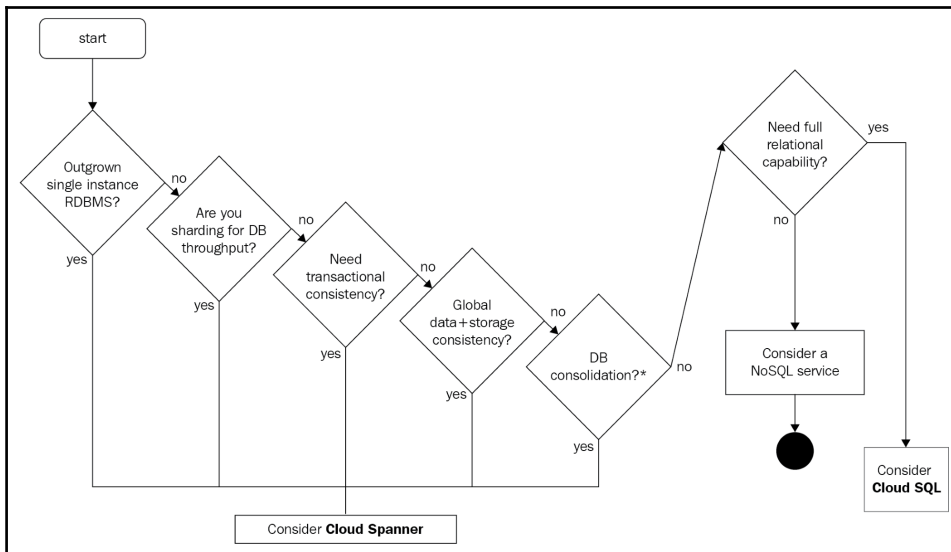 start
Outgrown
single instance
RDBMS?
no
yes
Are you
sharding for DB
throughput?
no
yes
Need
transactional
consistency?
no
yes
Global
data+storage
consistency?
no
yes
DB
consolidation?*
no
yes
Consider Cloud Spanner
Need full
relational
capability?
yes
no
Consider a
NoSQL service
Consider
Cloud SQL